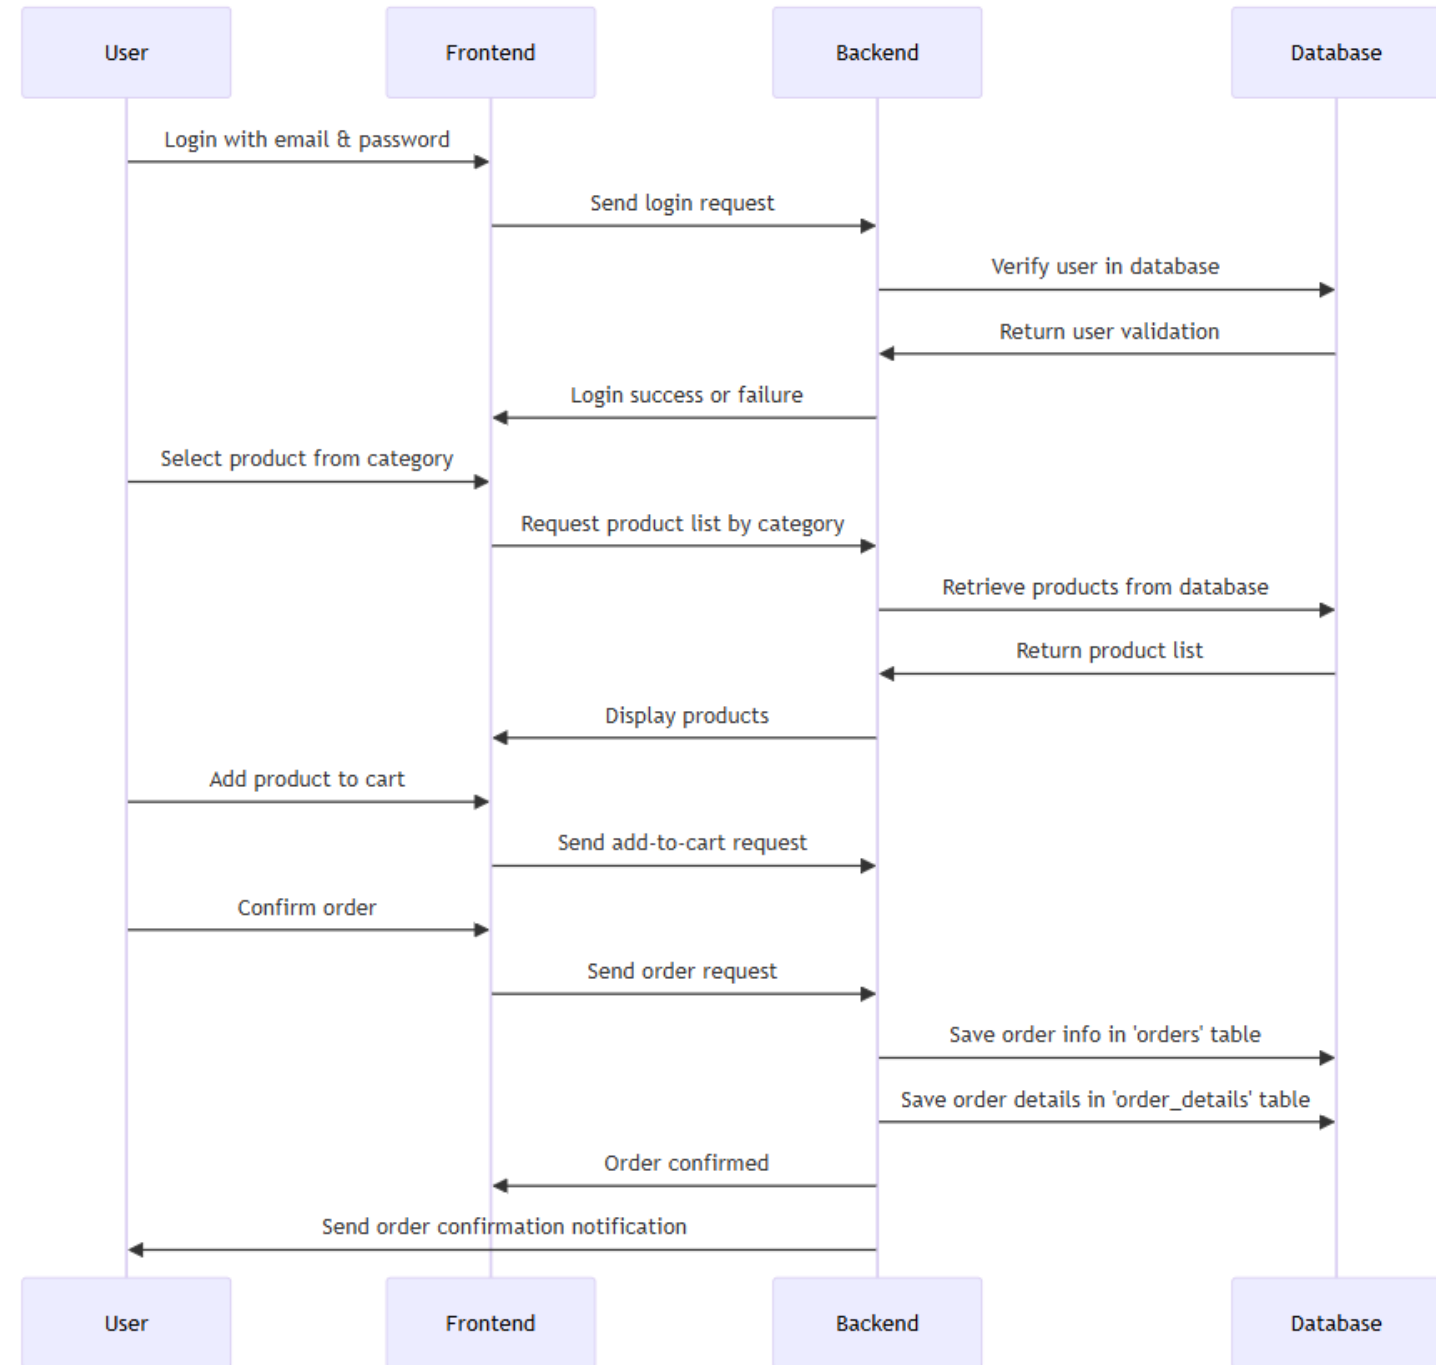 User
Frontend
Backend
Database
Login with email & password
Send login request
Verify user in database
Return user validation
Login success or failure
Select product from category
Request product list by category
Retrieve products from database
Return product list
Display products
Add product to cart
Send add-to-cart request
Confirm order
Send order request
Save order info in 'orders' table
Save order details in 'order_details' table
Order confirmed
Send order confirmation notification
User
Frontend
Backend
Database